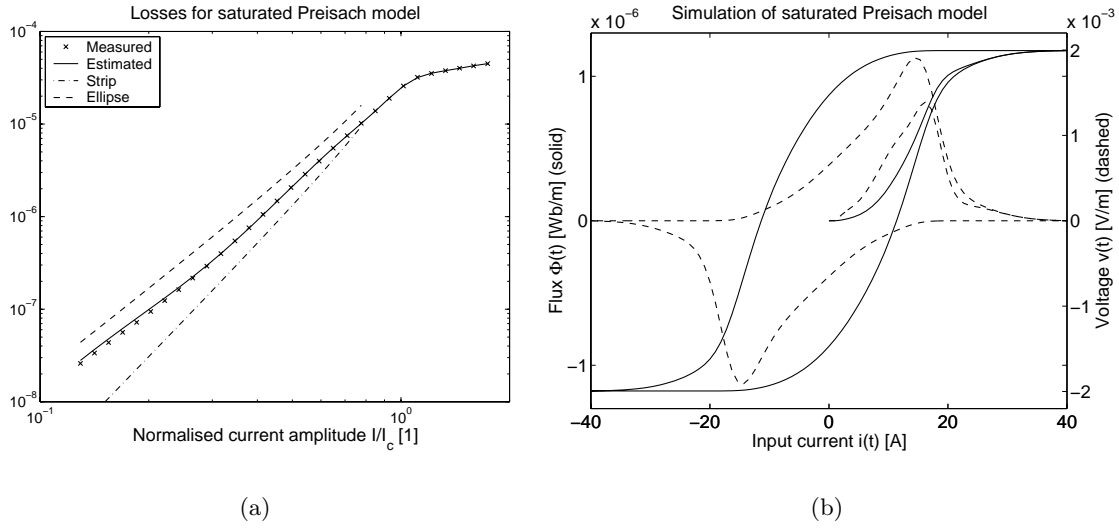 Losses for saturated Preisach model
10^-4
10^-5
10^-6
10^-7
10^-8
10^-1
10^0
× Measured
Estimated
Strip
Ellipse
Normalised current amplitude I/I_c [1]
(a)
Simulation of saturated Preisach model
x 10^-6
x 10^-3
1
0
-1
Flux Φ(t) [Wb/m] (solid)
2
1
0
-1
-2
Voltage v(t) [V/m] (dashed)
-40
-20
0
20
40
Input current i(t) [A]
(b)